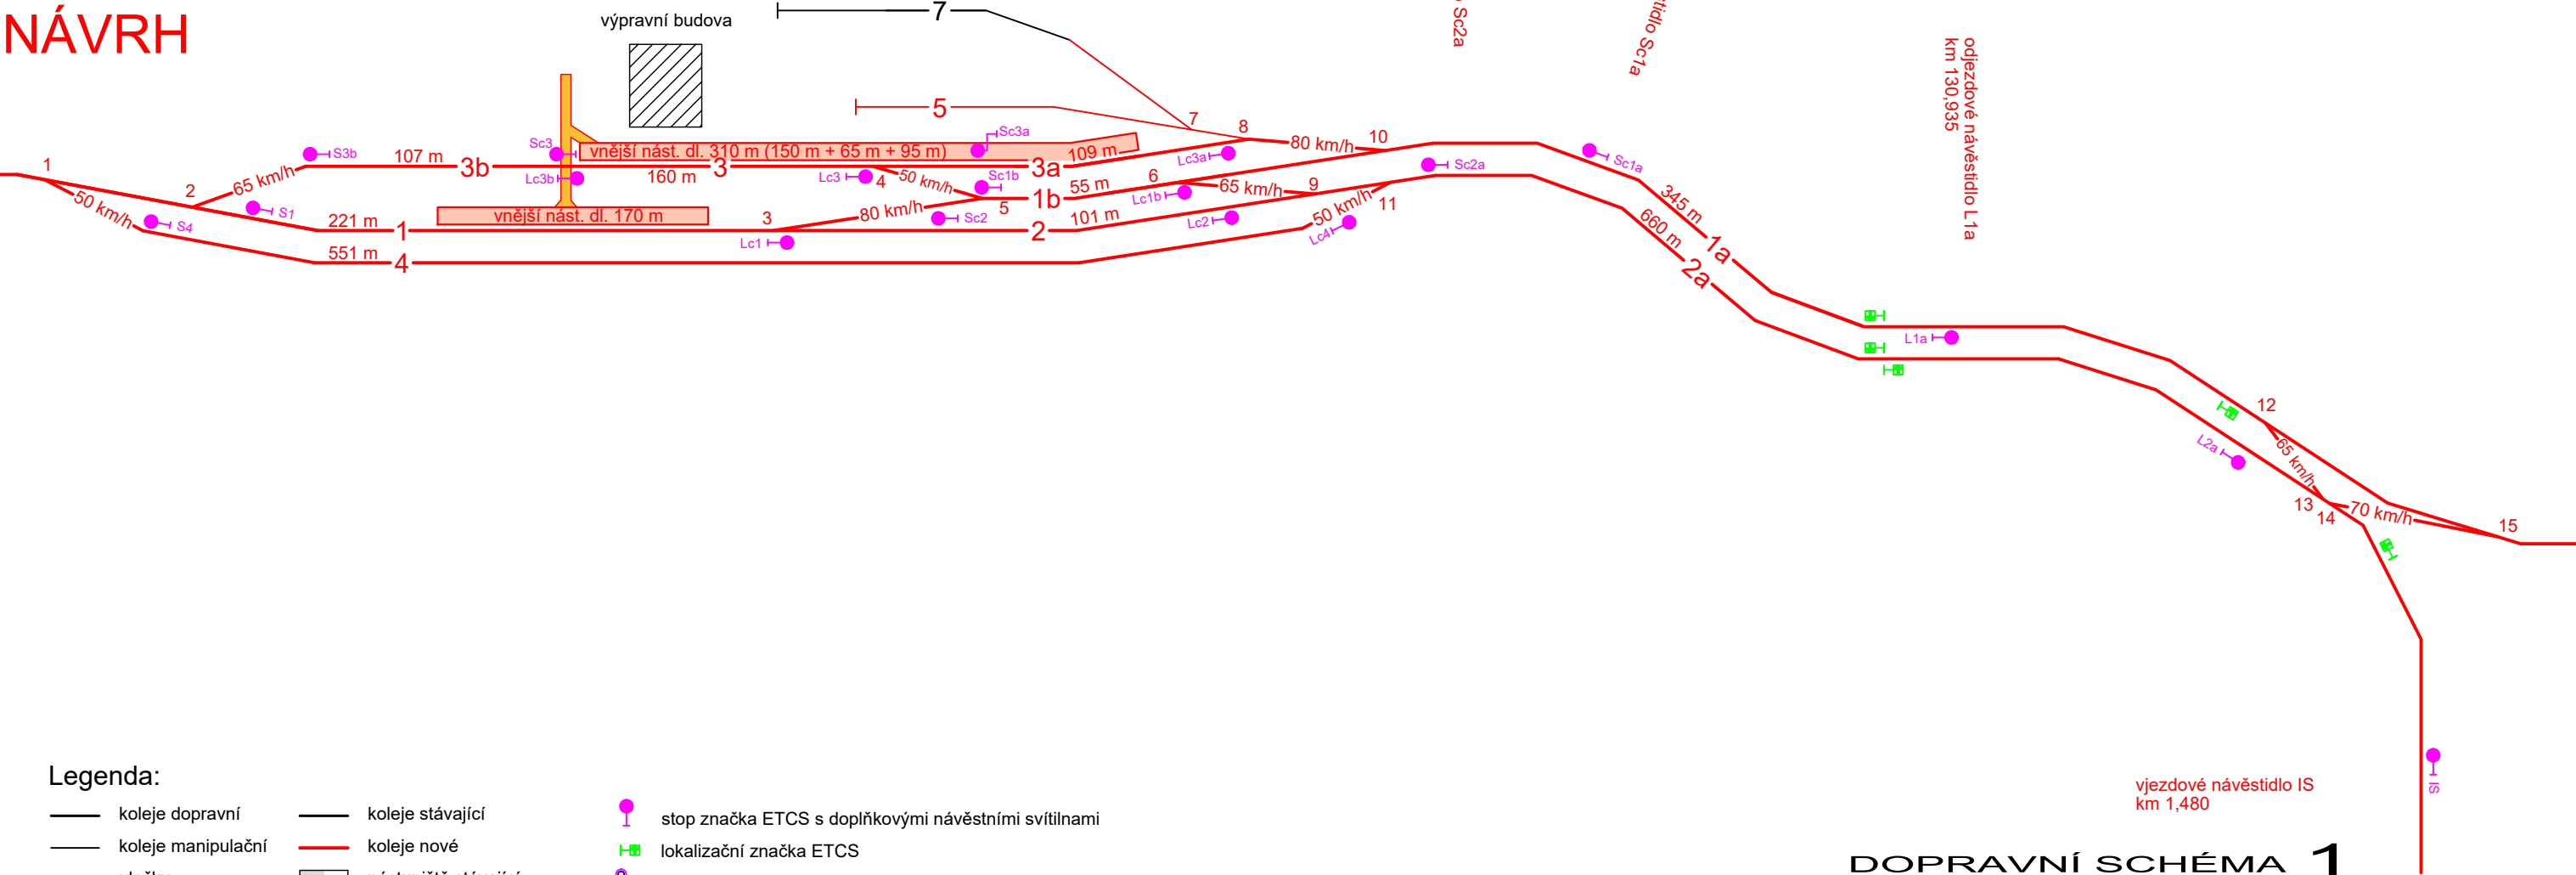 NÁVRH
výpravní budova
7
5
Sc2a
tidlo Sc1a
odjezdové návěstidlo L1a
km 130,935
1
2
50 km/h
65 km/h
S4
S1
S3b
107 m
3b
Sc3
Lc3b
vnější nást. dl. 310 m (150 m + 65 m + 95 m)
160 m
3
Sc3a
3a
109 m
Lc3
4
50 km/h
Sc1b
1b
55 m
5
6
7
8
80 km/h
10
Lc3a
Lc1b
65 km/h
9
vnější nást. dl. 170 m
221 m
1
3
Lc1
80 km/h
Sc2
2
101 m
Lc2
50 km/h
11
Lc4
551 m
4
Sc2a
Sc1a
345 m
1a
660 m
2a
L1a
L2a
12
65 km/h
13
14
70 km/h
15
IS
vjezdové návěstidlo IS
km 1,480
Legenda:
koleje dopravní
koleje stávající
stop značka ETCS s doplňkovými návěstními svítilnami
koleje manipulační
koleje nové
lokalizační značka ETCS
DOPRAVNÍ SCHÉMA 1